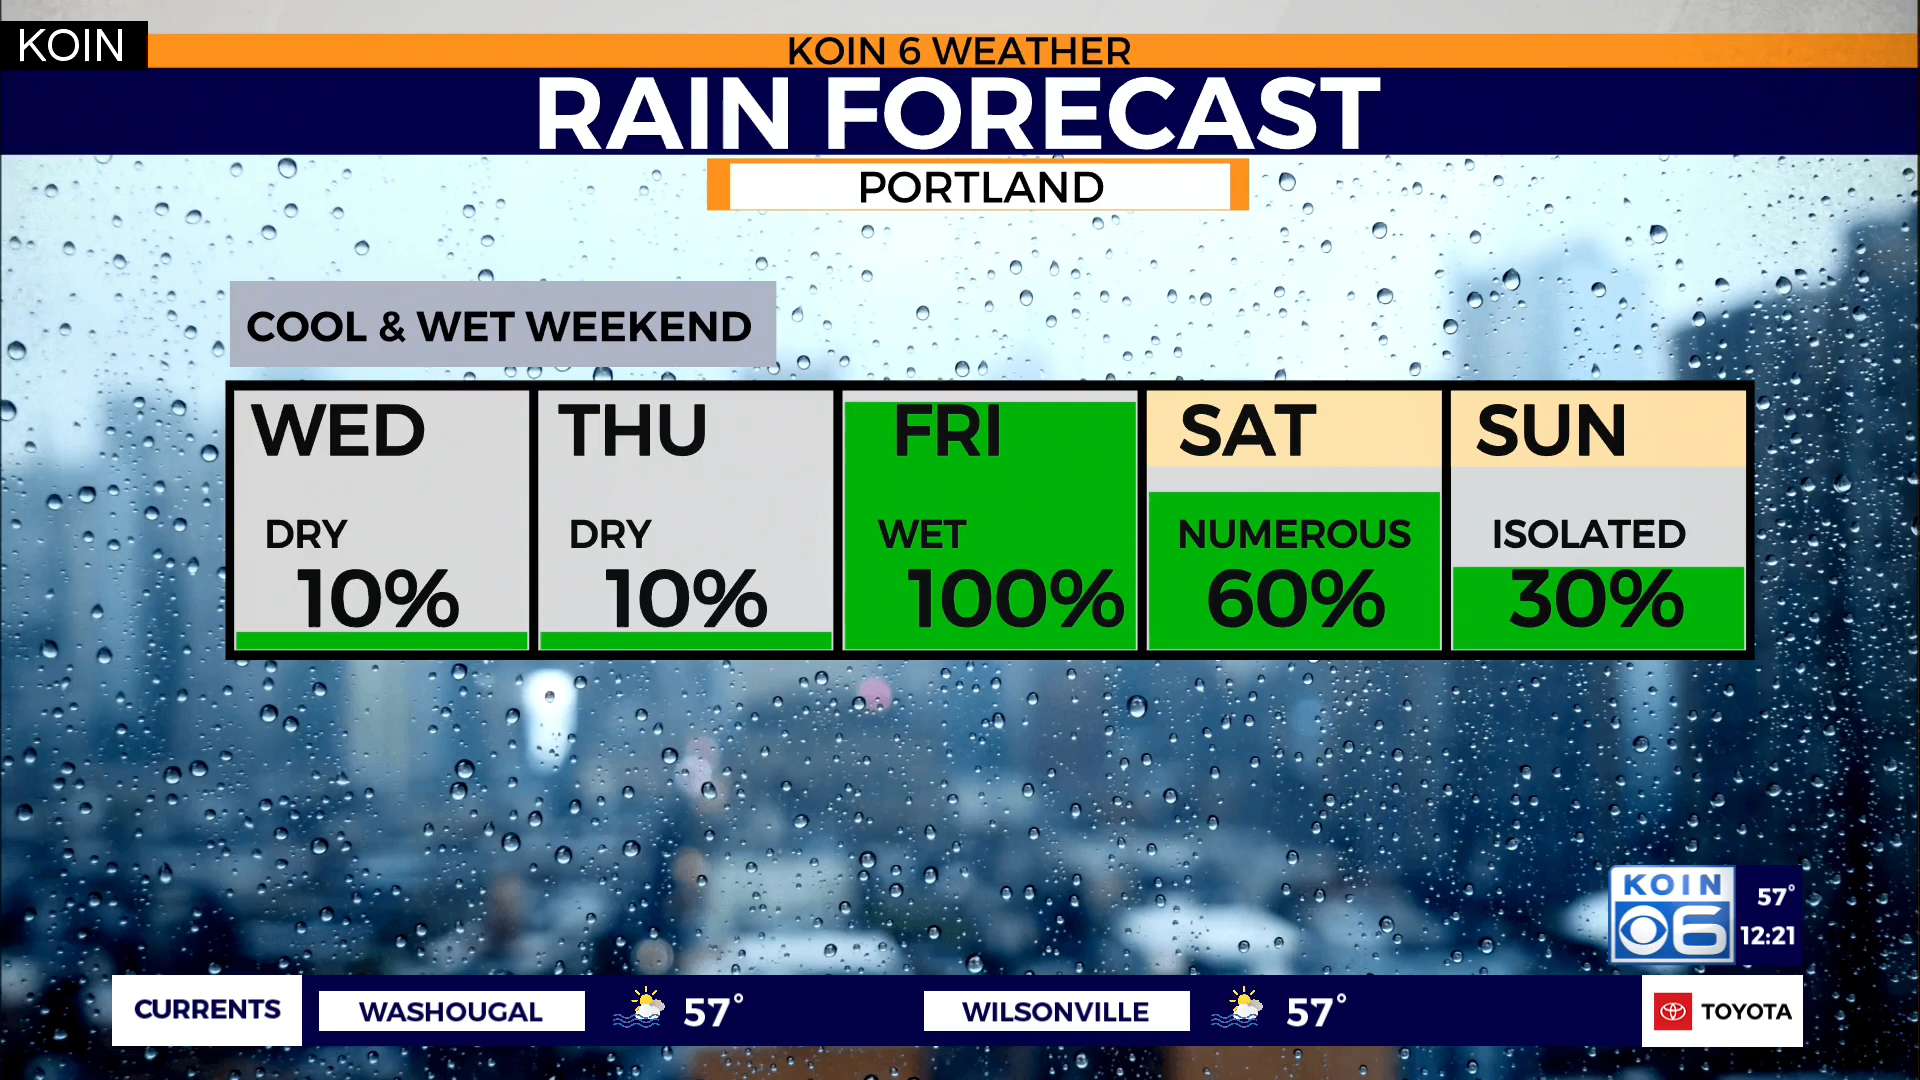 KOIN
KOIN 6 WEATHER
RAIN FORECAST
PORTLAND
COOL & WET WEEKEND
WED THU FRI SAT SUN
DRY DRY WET NUMEROUS ISOLATED
10% 10% 100% 60% 30%
KOIN
6
57°
12:21
CURRENTS WASHOUGAL 57° WILSONVILLE 57° TOYOTA